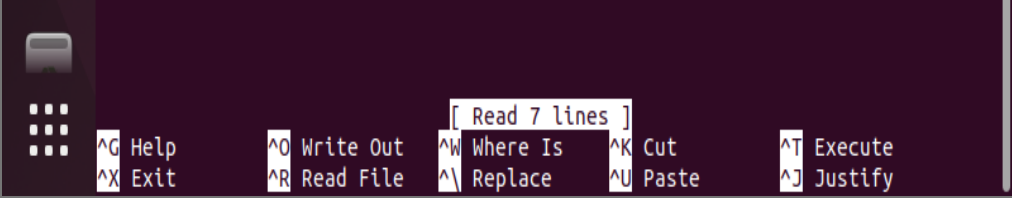 [ Read 7 lines ]
^G Help ^O Write Out ^W Where Is ^K Cut ^T Execute
^X Exit ^R Read File ^\ Replace ^U Paste ^J Justify